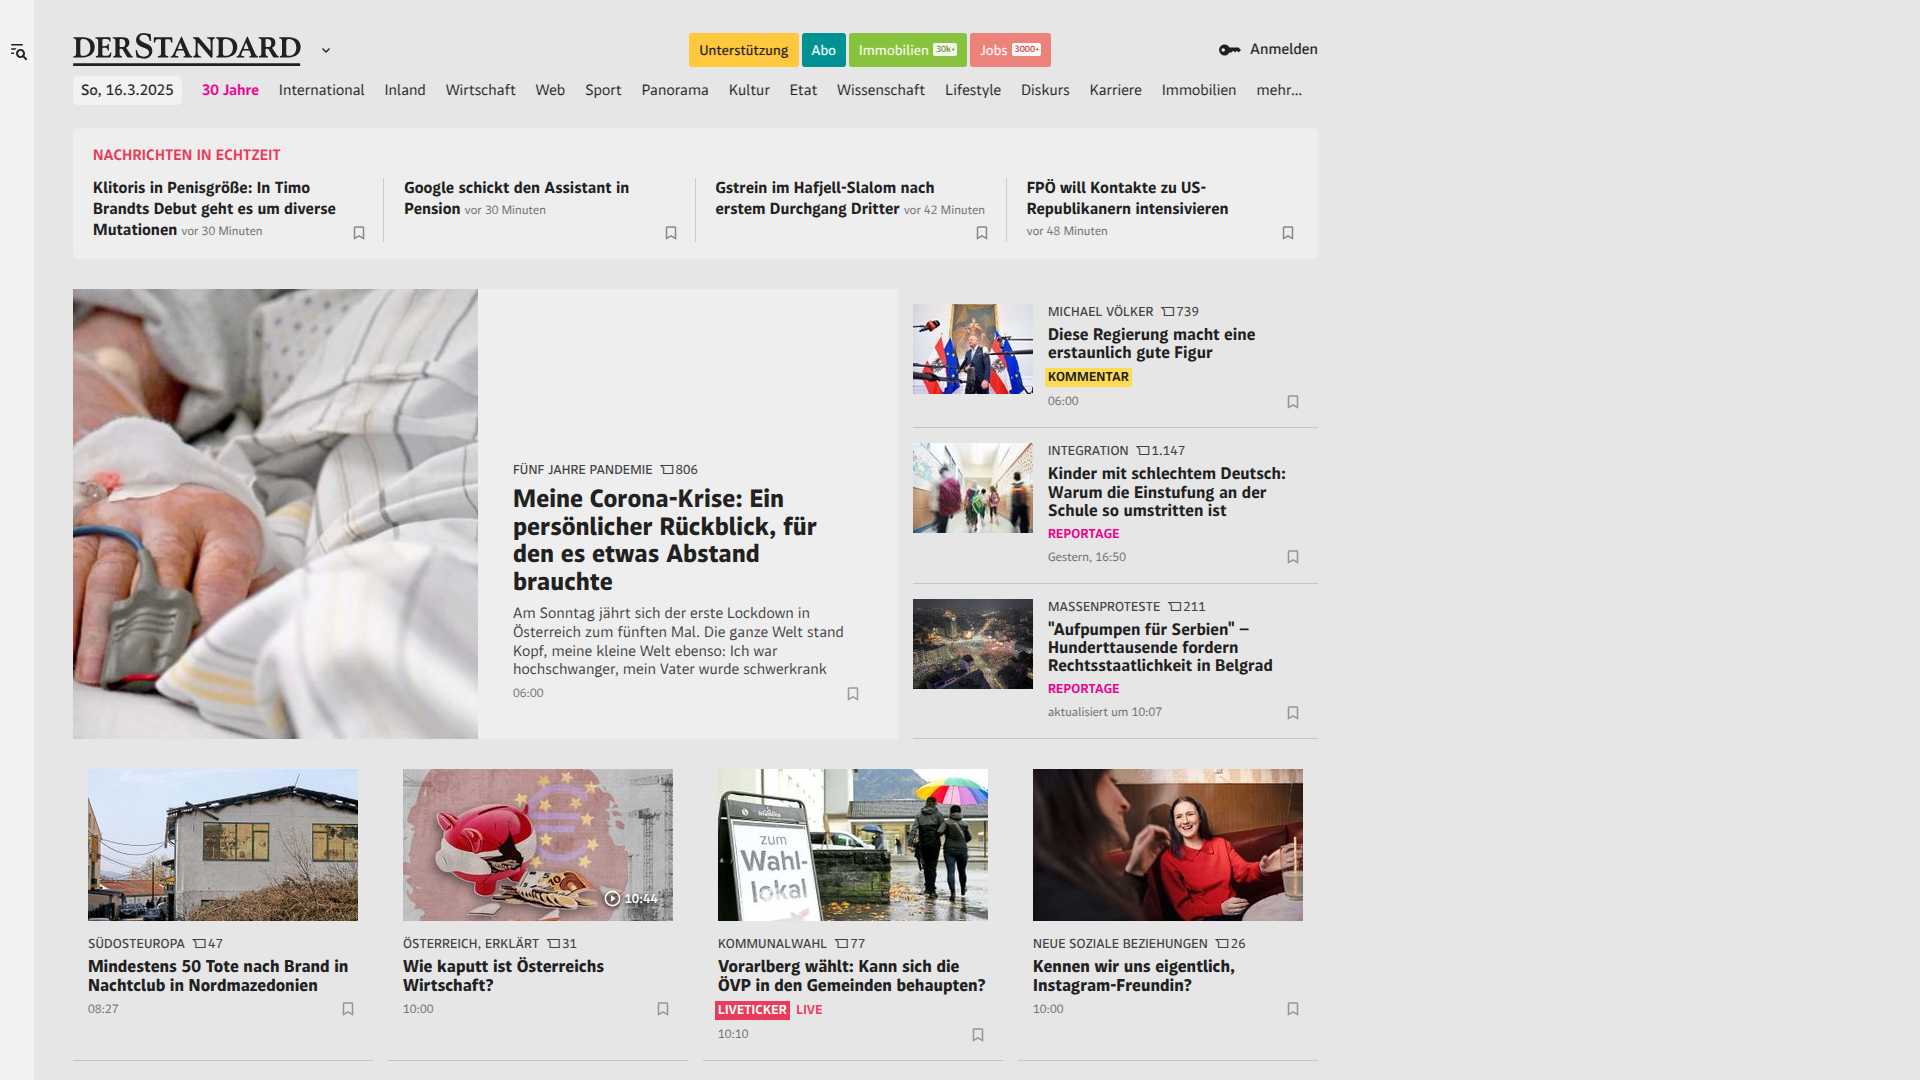 DERSTANDARD
Unterstützung
Abo
Immobilien 30k+
Jobs 3000+
Anmelden
So, 16.3.2025
30 Jahre
International
Inland
Wirtschaft
Web
Sport
Panorama
Kultur
Etat
Wissenschaft
Lifestyle
Diskurs
Karriere
Immobilien
mehr...
NACHRICHTEN IN ECHTZEIT
Klitoris in Penisgröße: In Timo
Brandts Debut geht es um diverse
Mutationen vor 30 Minuten
Google schickt den Assistant in
Pension vor 30 Minuten
Gstrein im Hafjell-Slalom nach
erstem Durchgang Dritter vor 42 Minuten
FPÖ will Kontakte zu US-
Republikanern intensivieren
vor 48 Minuten
FÜNF JAHRE PANDEMIE 806
Meine Corona-Krise: Ein
persönlicher Rückblick, für
den es etwas Abstand
brauchte
Am Sonntag jährt sich der erste Lockdown in
Österreich zum fünften Mal. Die ganze Welt stand
Kopf, meine kleine Welt ebenso: Ich war
hochschwanger, mein Vater wurde schwerkrank
06:00
MICHAEL VÖLKER 739
Diese Regierung macht eine
erstaunlich gute Figur
KOMMENTAR
06:00
INTEGRATION 1.147
Kinder mit schlechtem Deutsch:
Warum die Einstufung an der
Schule so umstritten ist
REPORTAGE
Gestern, 16:50
MASSENPROTESTE 211
"Aufpumpen für Serbien" –
Hunderttausende fordern
Rechtsstaatlichkeit in Belgrad
REPORTAGE
aktualisiert um 10:07
SÜDOSTEUROPA 47
Mindestens 50 Tote nach Brand in
Nachtclub in Nordmazedonien
08:27
10:44
ÖSTERREICH, ERKLÄRT 31
Wie kaputt ist Österreichs
Wirtschaft?
10:00
zum
Wahl-
lokal
KOMMUNALWAHL 77
Vorarlberg wählt: Kann sich die
ÖVP in den Gemeinden behaupten?
LIVETICKER LIVE
10:10
NEUE SOZIALE BEZIEHUNGEN 26
Kennen wir uns eigentlich,
Instagram-Freundin?
10:00